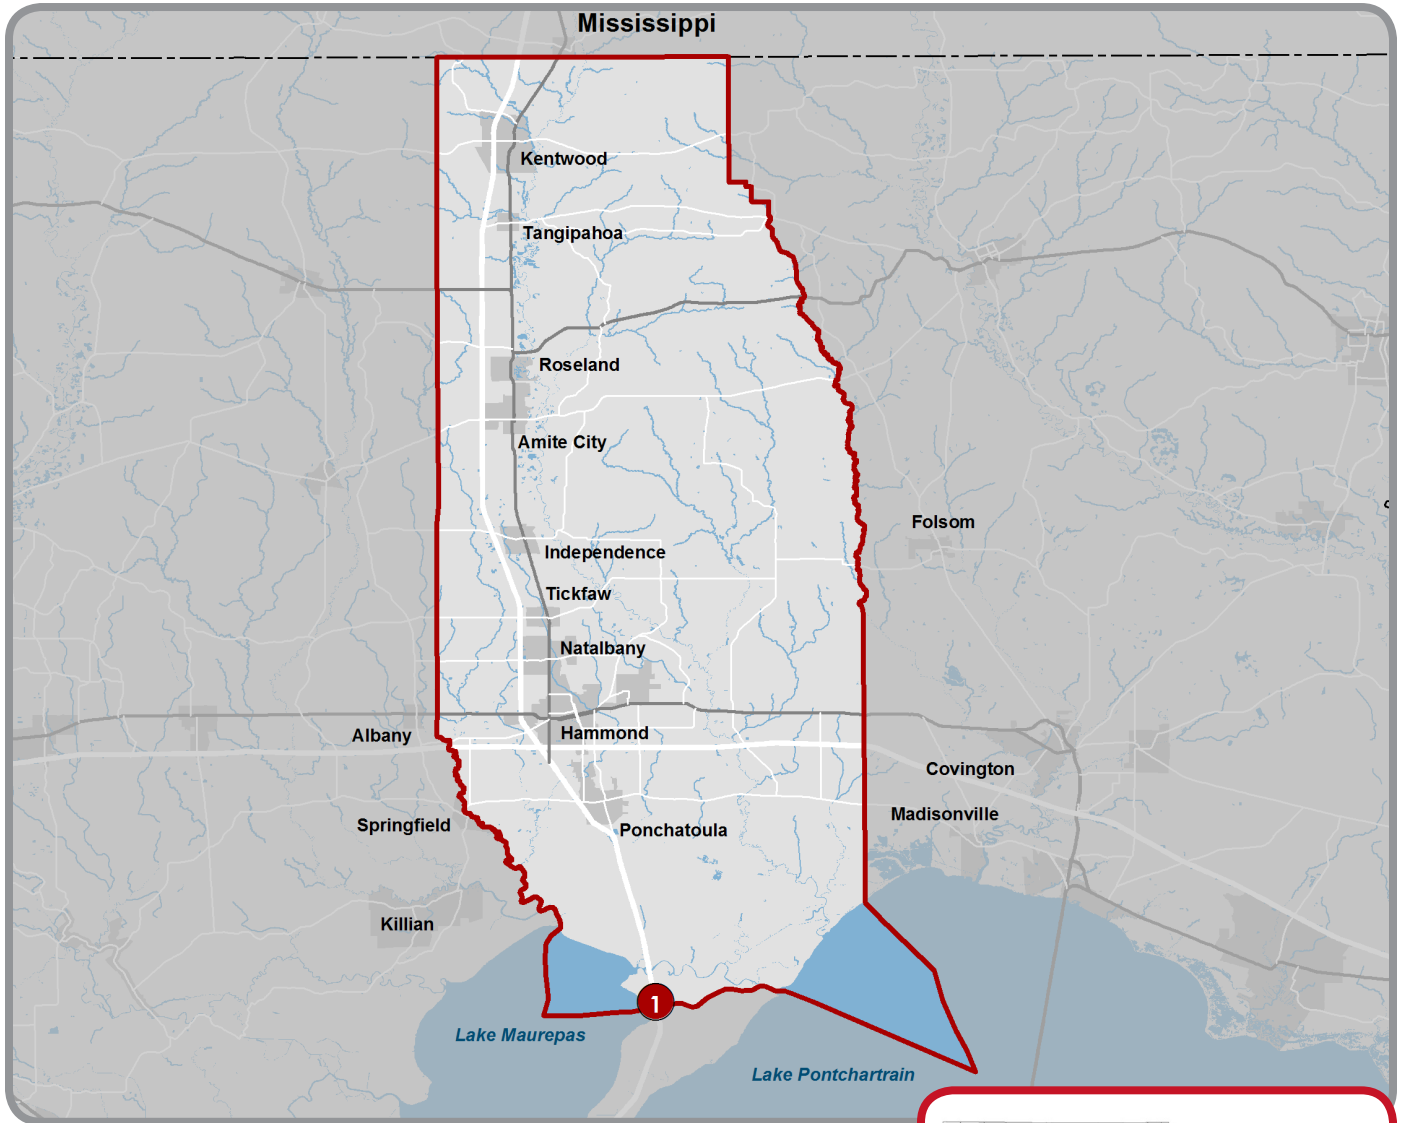 Mississippi
Kentwood
Tangipahoa
Roseland
Amite City
Folsom
Independence
Tickfaw
Natalbany
Albany
Hammond
Covington
Madisonville
Springfield
Ponchatoula
Killian
1
Lake Maurepas
Lake Pontchartrain